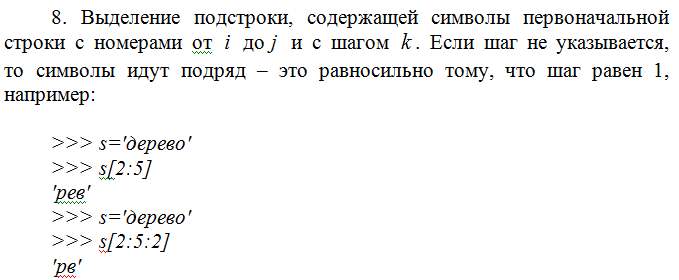 8. Выделение подстроки, содержащей символы первоначальной
строки с номерами от i до j и с шагом k. Если шаг не указывается,
то символы идут подряд – это равносильно тому, что шаг равен 1,
например:
>>> s='дерево'
>>> s[2:5]
'рев'
>>> s='дерево'
>>> s[2:5:2]
'рв'